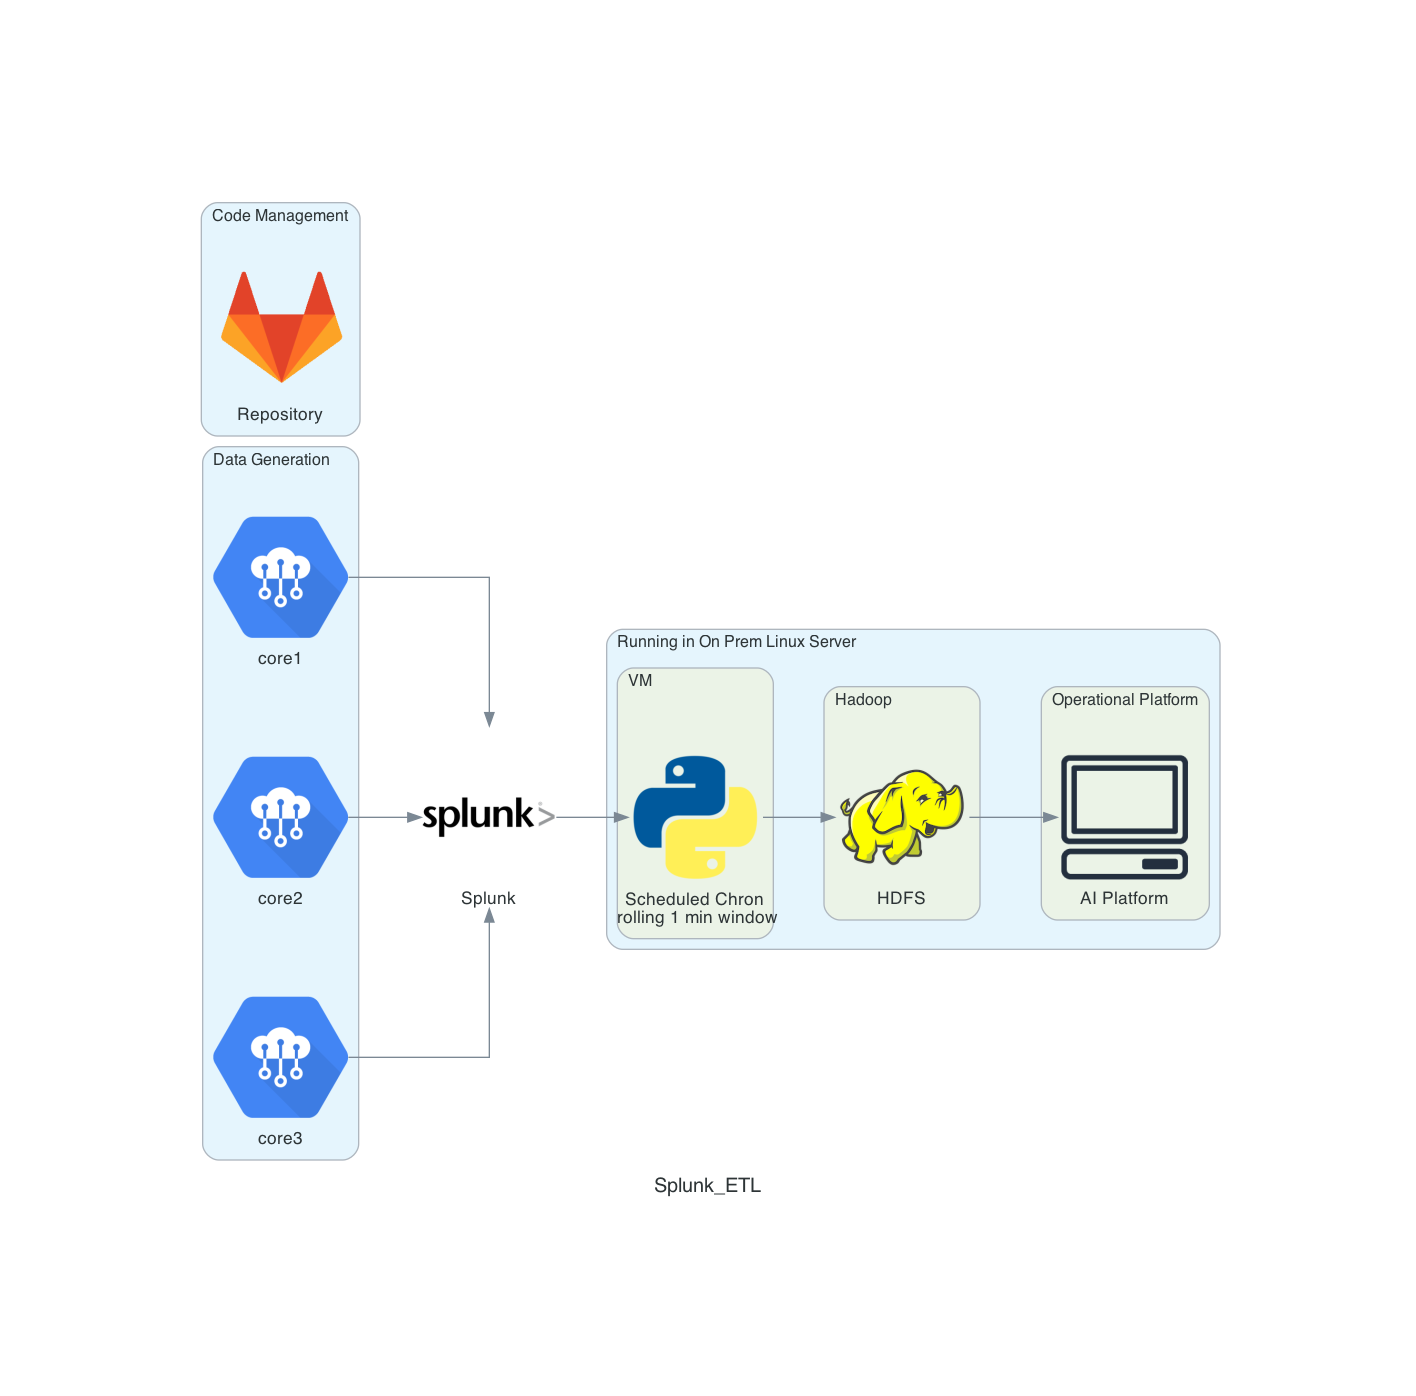 Code Management
Repository
Data Generation
core1
core2
core3
splunk>
Splunk
Running in On Prem Linux Server
VM
Scheduled Chron
rolling 1 min window
Hadoop
HDFS
Operational Platform
AI Platform
Splunk_ETL